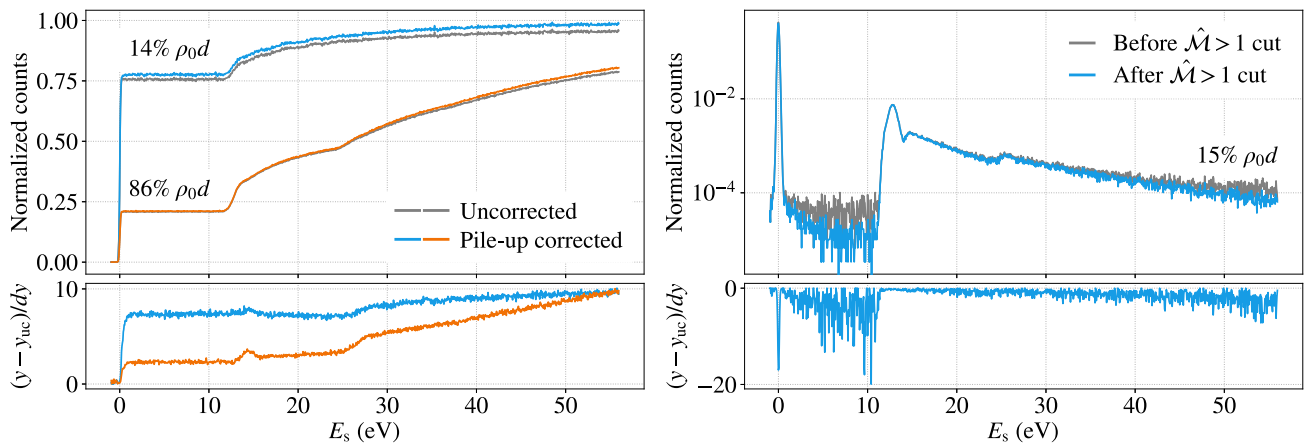 Normalized counts
1.00
0.75
0.50
0.25
0.00
14% ρ₀d
86% ρ₀d
Uncorrected
Pile-up corrected
(y − y_uc)/dy
10
0
0
10
20
30
40
50
E_s (eV)
Normalized counts
10⁻²
10⁻⁴
Before M̂ > 1 cut
After M̂ > 1 cut
15% ρ₀d
(y − y_uc)/dy
0
−20
0
10
20
30
40
50
E_s (eV)